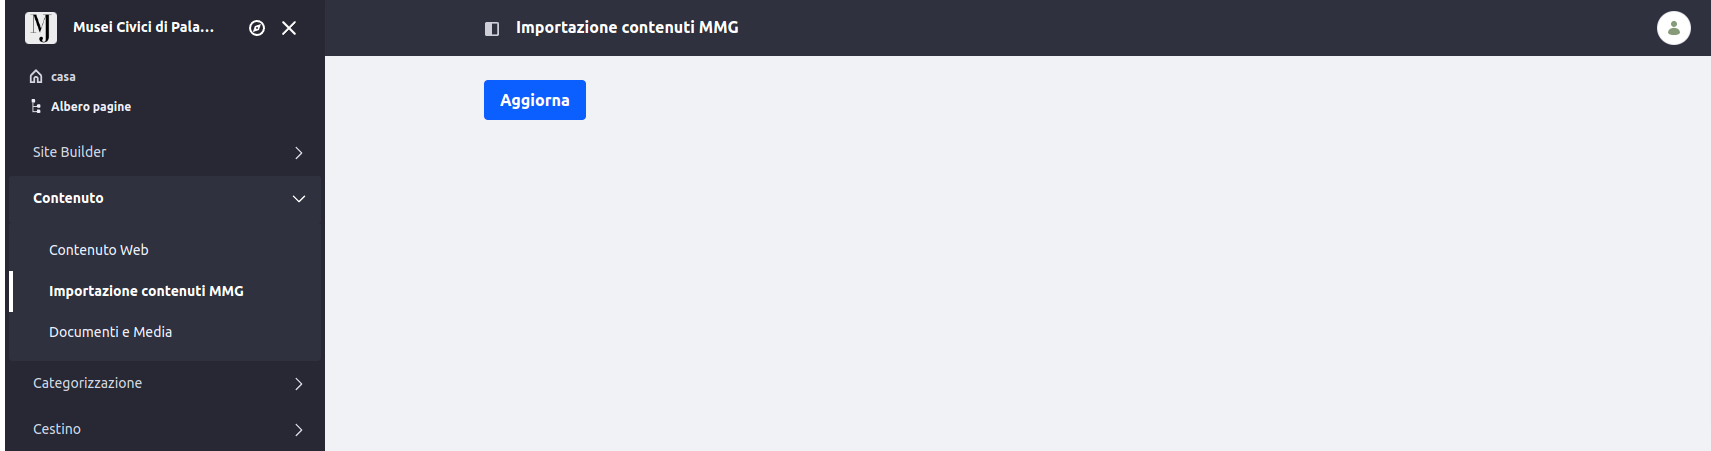 MJ
Musei Civici di Pala...
Importazione contenuti MMG
casa
Albero pagine
Aggiorna
Site Builder
Contenuto
Contenuto Web
Importazione contenuti MMG
Documenti e Media
Categorizzazione
Cestino